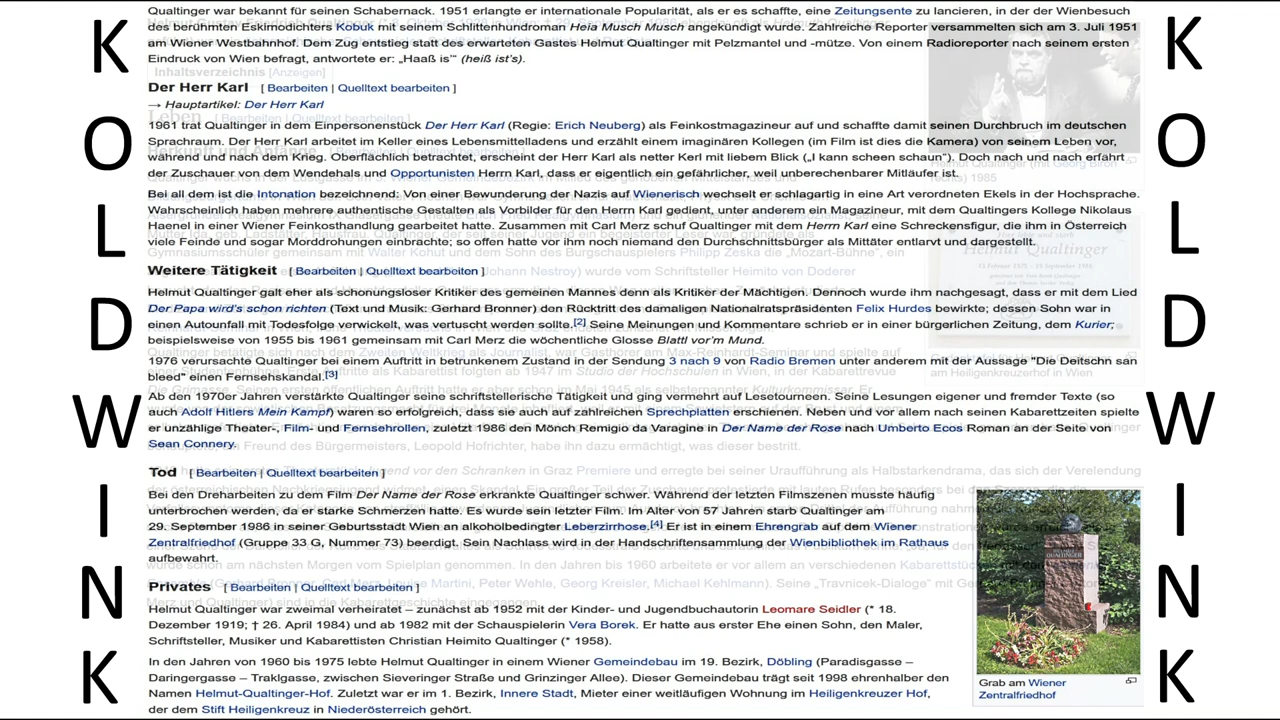 K
O
L
D
W
I
N
K
Qualtinger war bekannt für seinen Schabernack. 1951 erlangte er internationale Popularität, als er es schaffte, eine Zeitungsente zu lancieren, in der der Wienbesuch
des berühmten Eskimodichters Kobuk mit seinem Schlittenhundroman Heia Musch Musch angekündigt wurde. Zahlreiche Reporter versammelten sich am 3. Juli 1951
am Wiener Westbahnhof. Dem Zug entstieg statt des erwarteten Gastes Helmut Qualtinger mit Pelzmantel und -mütze. Von einem Radioreporter nach seinem ersten
Eindruck von Wien befragt, antwortete er: „Haaß is'“ (heiß ist's).
Inhaltsverzeichnis [Anzeigen]
Der Herr Karl [ Bearbeiten | Quelltext bearbeiten ]
→ Hauptartikel: Der Herr Karl
Leben [ Bearbeiten | Quelltext bearbeiten ]
1961 trat Qualtinger in dem Einpersonenstück Der Herr Karl (Regie: Erich Neuberg) als Feinkostmagazineur auf und schaffte damit seinen Durchbruch im deutschen
Sprachraum. Der Herr Karl arbeitet im Keller eines Lebensmittelladens und erzählt einem imaginären Kollegen (im Film ist dies die Kamera) von seinem Leben vor,
während und nach dem Krieg. Oberflächlich betrachtet, erscheint der Herr Karl als netter Kerl mit liebem Blick („I kann scheen schaun“). Doch nach und nach erfährt
der Zuschauer von dem Wendehals und Opportunisten Herrn Karl, dass er eigentlich ein gefährlicher, weil unberechenbarer Mitläufer ist.
Bei all dem ist die Intonation bezeichnend: Von einer Bewunderung der Nazis auf Wienerisch wechselt er schlagartig in eine Art verordneten Ekels in der Hochsprache.
Wahrscheinlich haben mehrere authentische Gestalten als Vorbilder für den Herrn Karl gedient, unter anderem ein Magazineur, mit dem Qualtingers Kollege Nikolaus
Haenel in einer Wiener Feinkosthandlung gearbeitet hatte. Zusammen mit Carl Merz schuf Qualtinger mit dem Herrn Karl eine Schreckensfigur, die ihm in Österreich
viele Feinde und sogar Morddrohungen einbrachte; so offen hatte vor ihm noch niemand den Durchschnittsbürger als Mittäter entlarvt und dargestellt.
Weitere Tätigkeit [ Bearbeiten | Quelltext bearbeiten ]
Helmut Qualtinger galt eher als schonungsloser Kritiker des gemeinen Mannes denn als Kritiker der Mächtigen. Dennoch wurde ihm nachgesagt, dass er mit dem Lied
Der Papa wird's schon richten (Text und Musik: Gerhard Bronner) den Rücktritt des damaligen Nationalratspräsidenten Felix Hurdes bewirkte; dessen Sohn war in
einen Autounfall mit Todesfolge verwickelt, was vertuscht werden sollte.[2] Seine Meinungen und Kommentare schrieb er in einer bürgerlichen Zeitung, dem Kurier;
beispielsweise von 1955 bis 1961 gemeinsam mit Carl Merz die wöchentliche Glosse Blattl vor'm Mund.
1976 verursachte Qualtinger bei einem Auftritt in betrunkenem Zustand in der Sendung 3 nach 9 von Radio Bremen unter anderem mit der Aussage "Die Deitschn san
bleed" einen Fernsehskandal.[3]
Ab den 1970er Jahren verstärkte Qualtinger seine schriftstellerische Tätigkeit und ging vermehrt auf Lesetourneen. Seine Lesungen eigener und fremder Texte (so
auch Adolf Hitlers Mein Kampf) waren so erfolgreich, dass sie auch auf zahlreichen Sprechplatten erschienen. Neben und vor allem nach seinen Kabarettzeiten spielte
er unzählige Theater-, Film- und Fernsehrollen, zuletzt 1986 den Mönch Remigio da Varagine in Der Name der Rose nach Umberto Ecos Roman an der Seite von
Sean Connery.
Tod [ Bearbeiten | Quelltext bearbeiten ]
Bei den Dreharbeiten zu dem Film Der Name der Rose erkrankte Qualtinger schwer. Während der letzten Filmszenen musste häufig
unterbrochen werden, da er starke Schmerzen hatte. Es wurde sein letzter Film. Im Alter von 57 Jahren starb Qualtinger am
29. September 1986 in seiner Geburtsstadt Wien an alkoholbedingter Leberzirrhose.[4] Er ist in einem Ehrengrab auf dem Wiener
Zentralfriedhof (Gruppe 33 G, Nummer 73) beerdigt. Sein Nachlass wird in der Handschriftensammlung der Wienbibliothek im Rathaus
aufbewahrt.
Privates [ Bearbeiten | Quelltext bearbeiten ]
Helmut Qualtinger war zweimal verheiratet – zunächst ab 1952 mit der Kinder- und Jugendbuchautorin Leomare Seidler (* 18.
Dezember 1919; † 26. April 1984) und ab 1982 mit der Schauspielerin Vera Borek. Er hatte aus erster Ehe einen Sohn, den Maler,
Schriftsteller, Musiker und Kabarettisten Christian Heimito Qualtinger (* 1958).
In den Jahren von 1960 bis 1975 lebte Helmut Qualtinger in einem Wiener Gemeindebau im 19. Bezirk, Döbling (Paradisgasse –
Daringergasse – Traklgasse, zwischen Sieveringer Straße und Grinzinger Allee). Dieser Gemeindebau trägt seit 1998 ehrenhalber den
Namen Helmut-Qualtinger-Hof. Zuletzt war er im 1. Bezirk, Innere Stadt, Mieter einer weitläufigen Wohnung im Heiligenkreuzer Hof,
der dem Stift Heiligenkreuz in Niederösterreich gehört.
Grab am Wiener
Zentralfriedhof
K
O
L
D
W
I
N
K